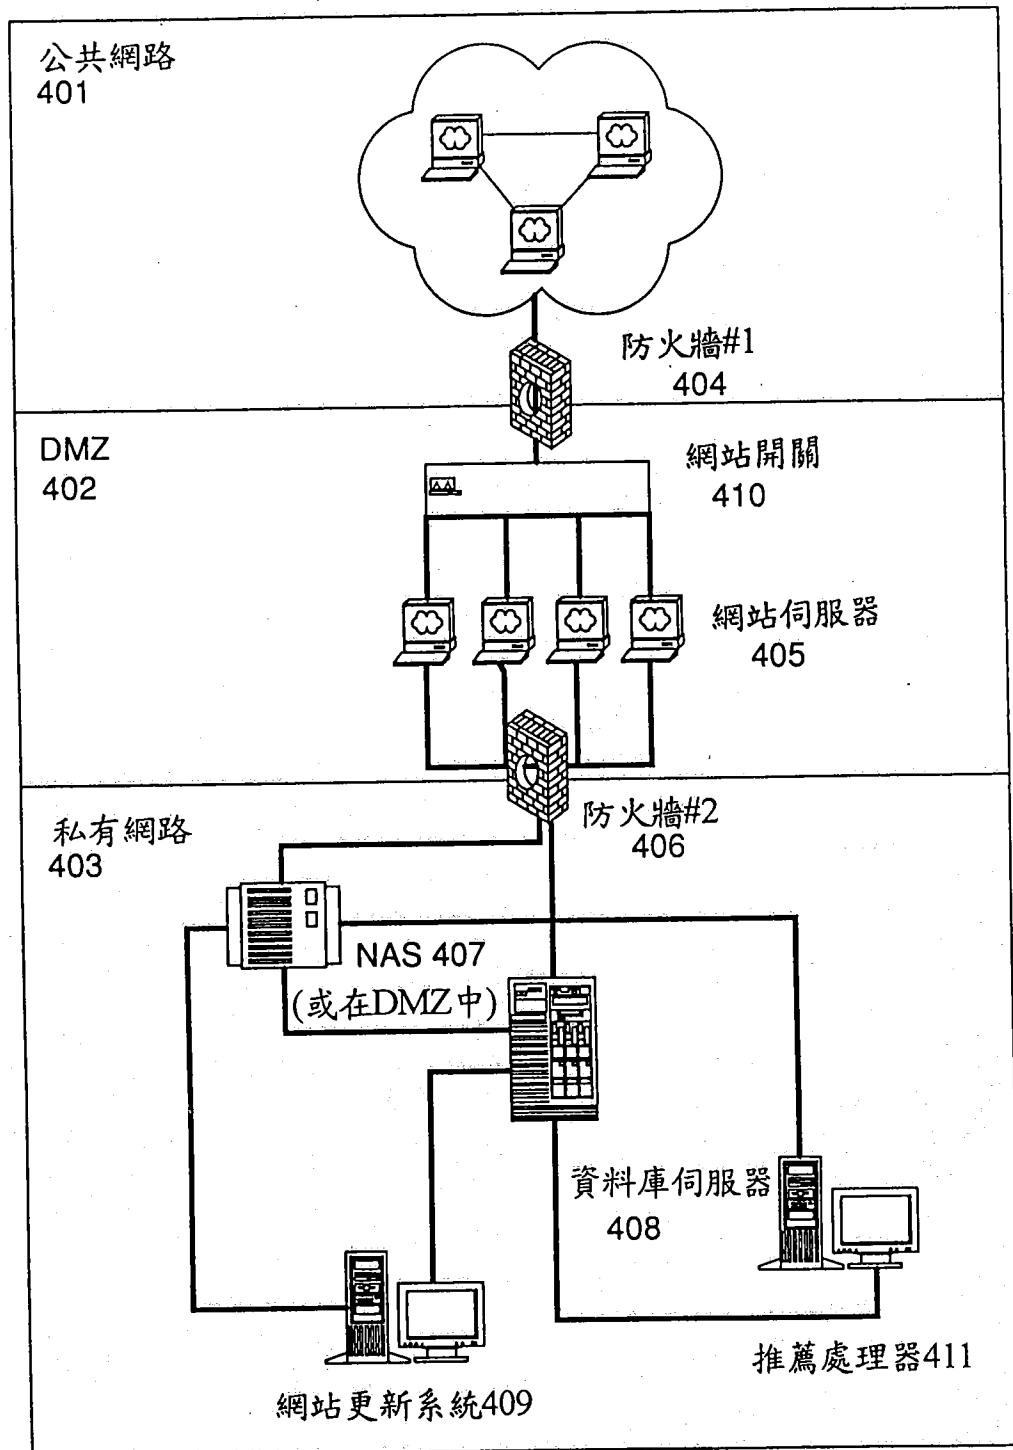 公共網路
401
防火牆#1
404
DMZ
402
網站開關
410
網站伺服器
405
私有網路
403
防火牆#2
406
NAS 407
(或在DMZ中)
資料庫伺服器
408
推薦處理器411
網站更新系統409